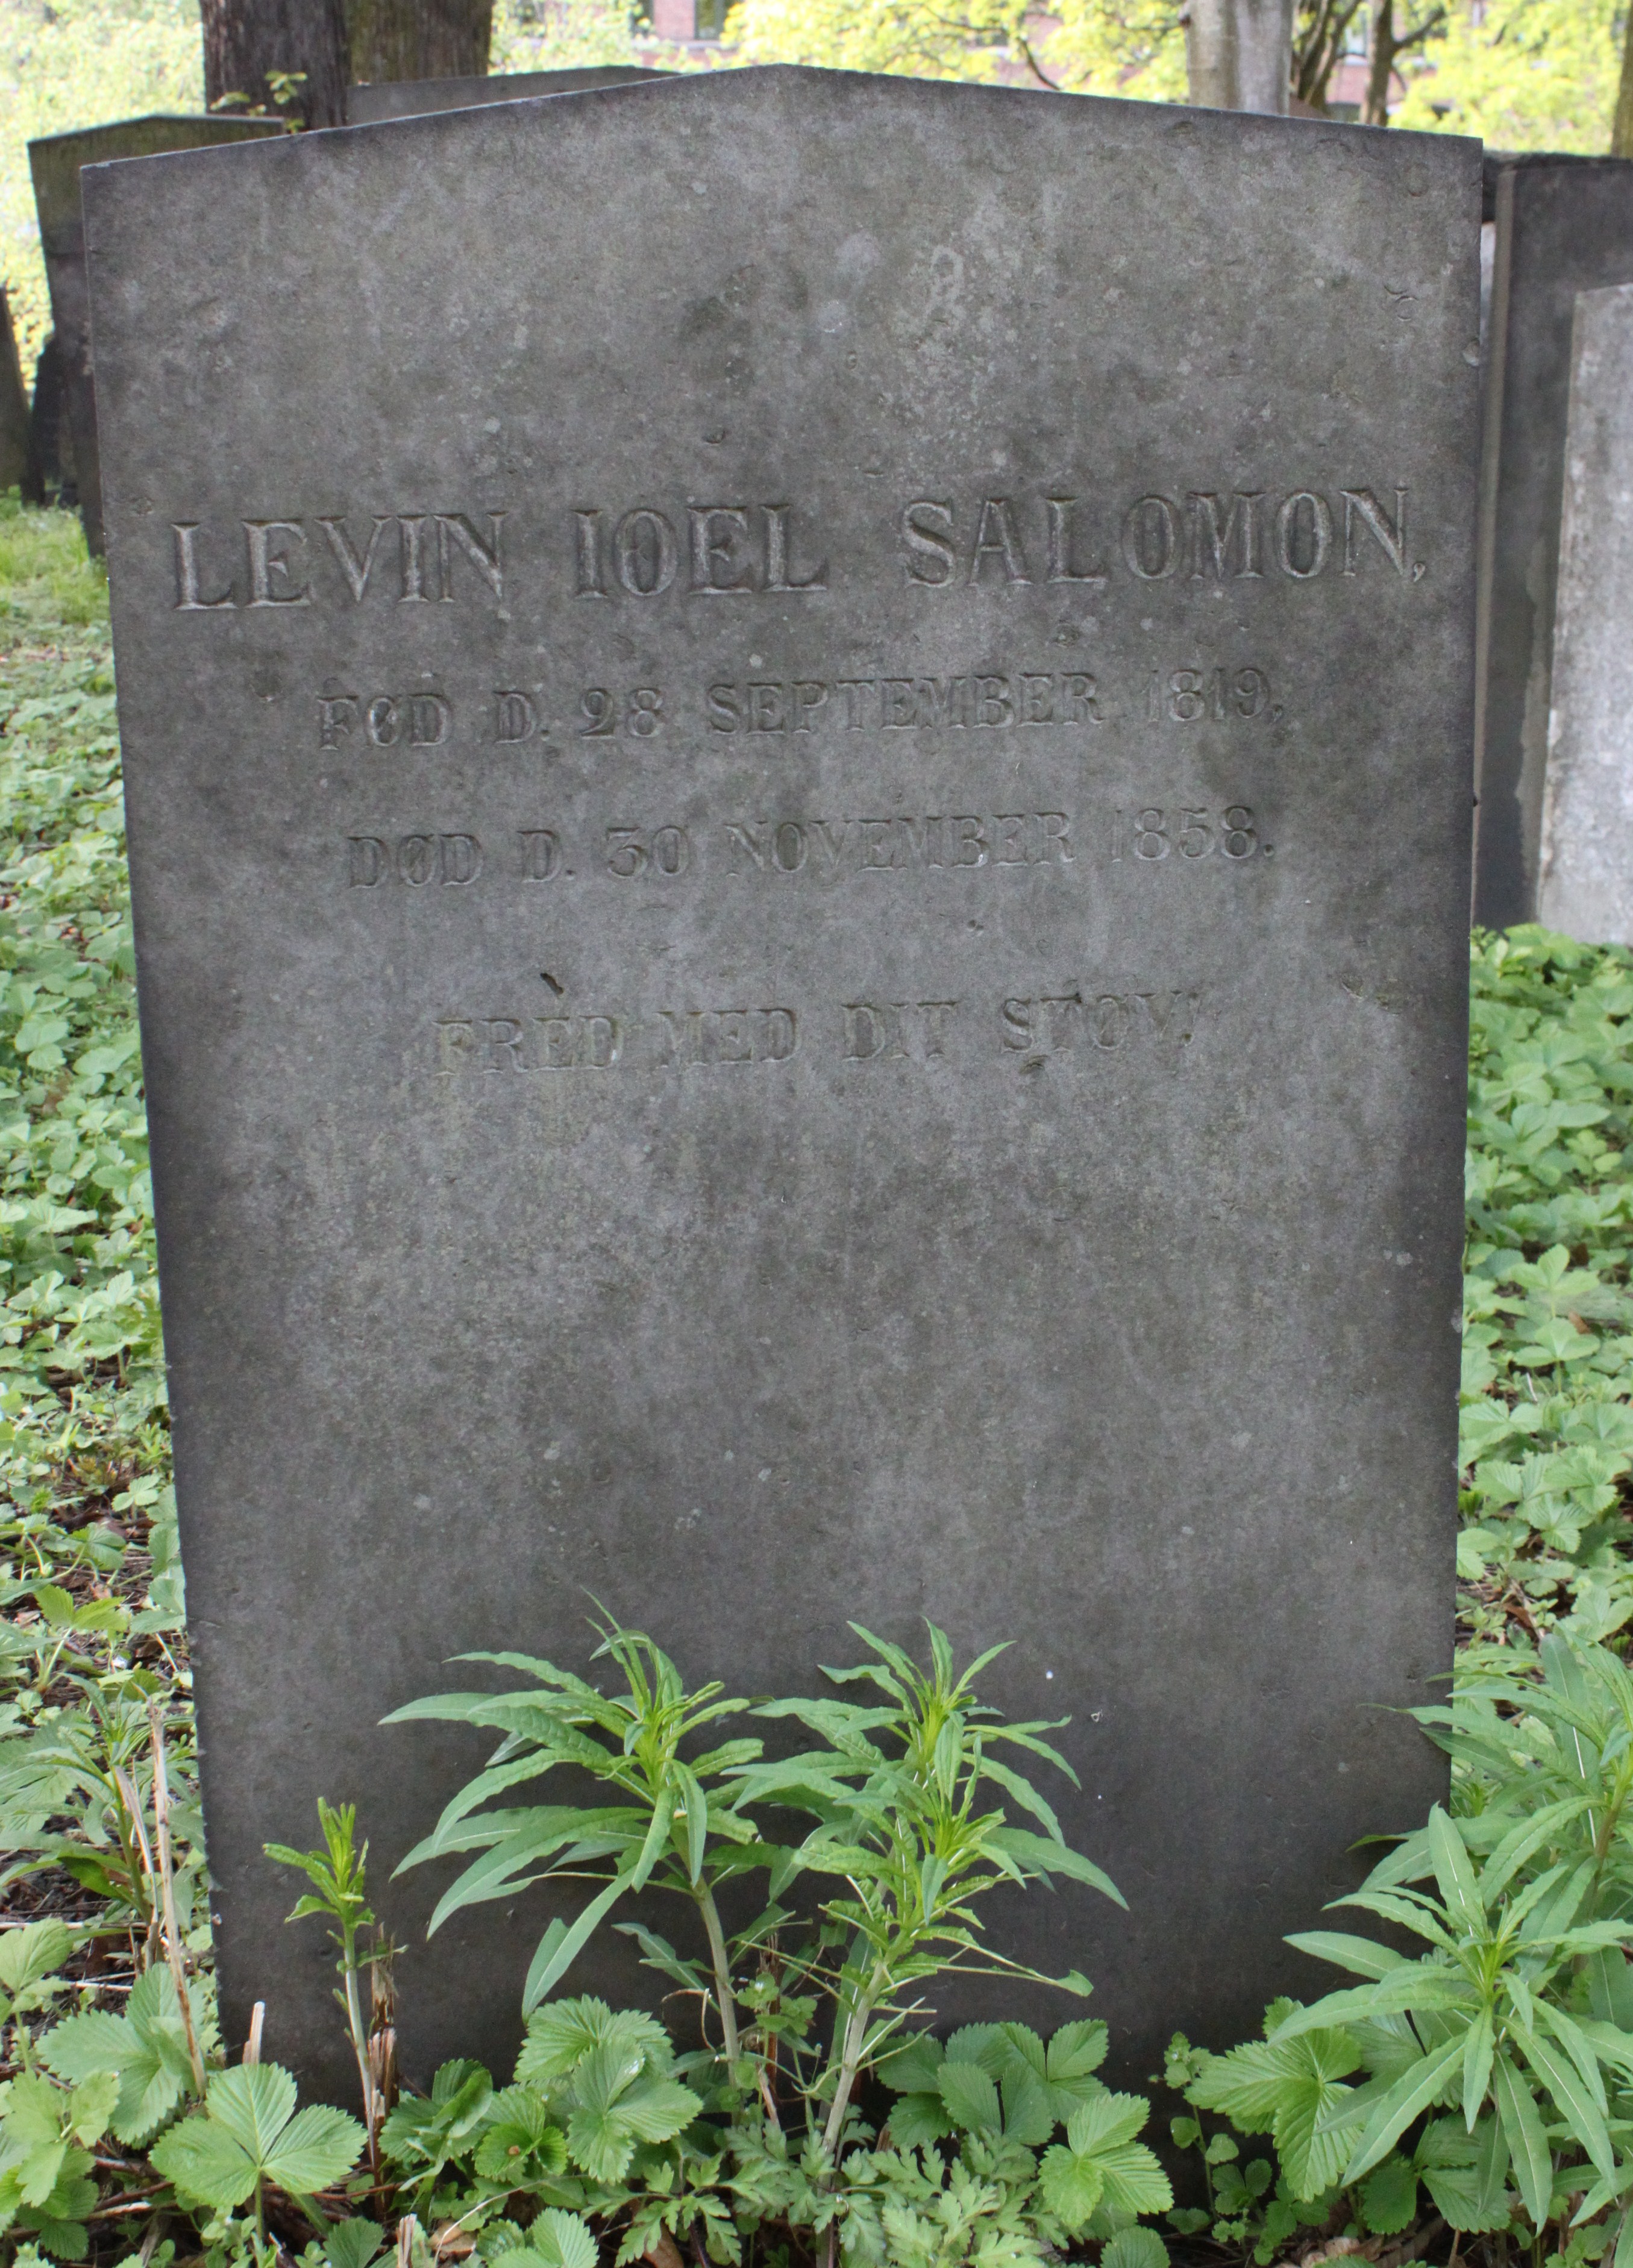 LEVIN IOEL SALOMON,
FØD D. 28 SEPTEMBER 1819,
DØD D. 30 NOVEMBER 1858.
FRED MED DIT STØV!